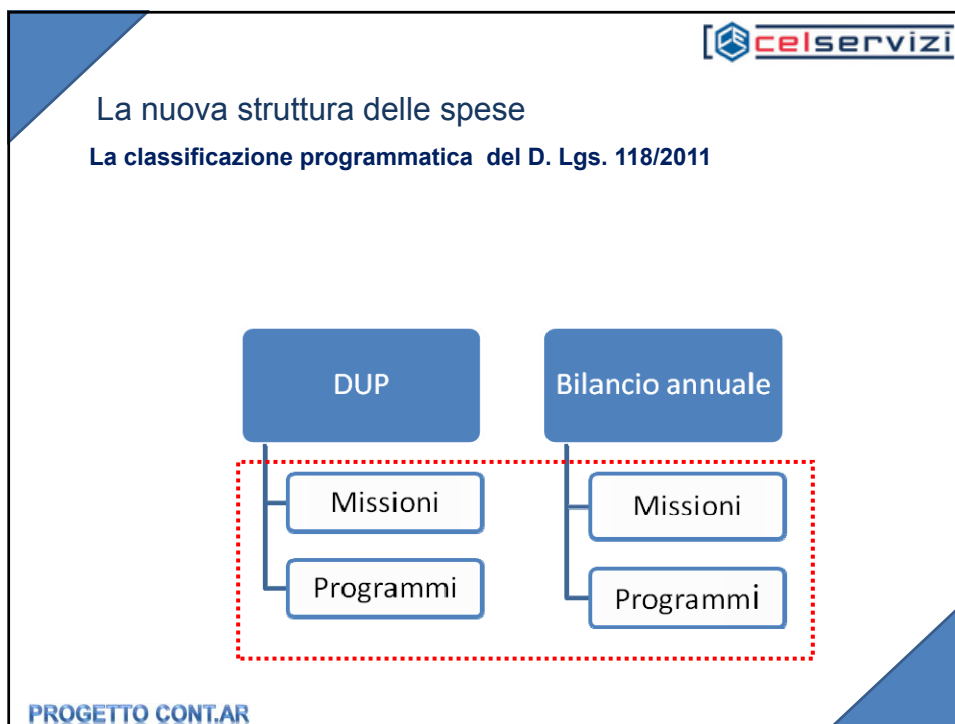 celservizi
La nuova struttura delle spese
La classificazione programmatica del D. Lgs. 118/2011
DUP
Missioni
Programmi
Bilancio annuale
Missioni
Programmi
PROGETTO CONT.AR